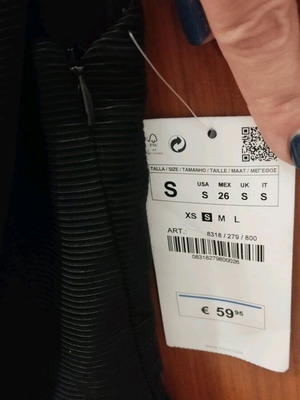 TALLA / SIZE / TAMANHO / TAILLE / MAAT / ΜΕΓΕΘΟΣ
S
USA MEX UK IT
S 26 S S
XS S M L
ART.: 8318 / 279 / 800
08318279800026
€ 59 95